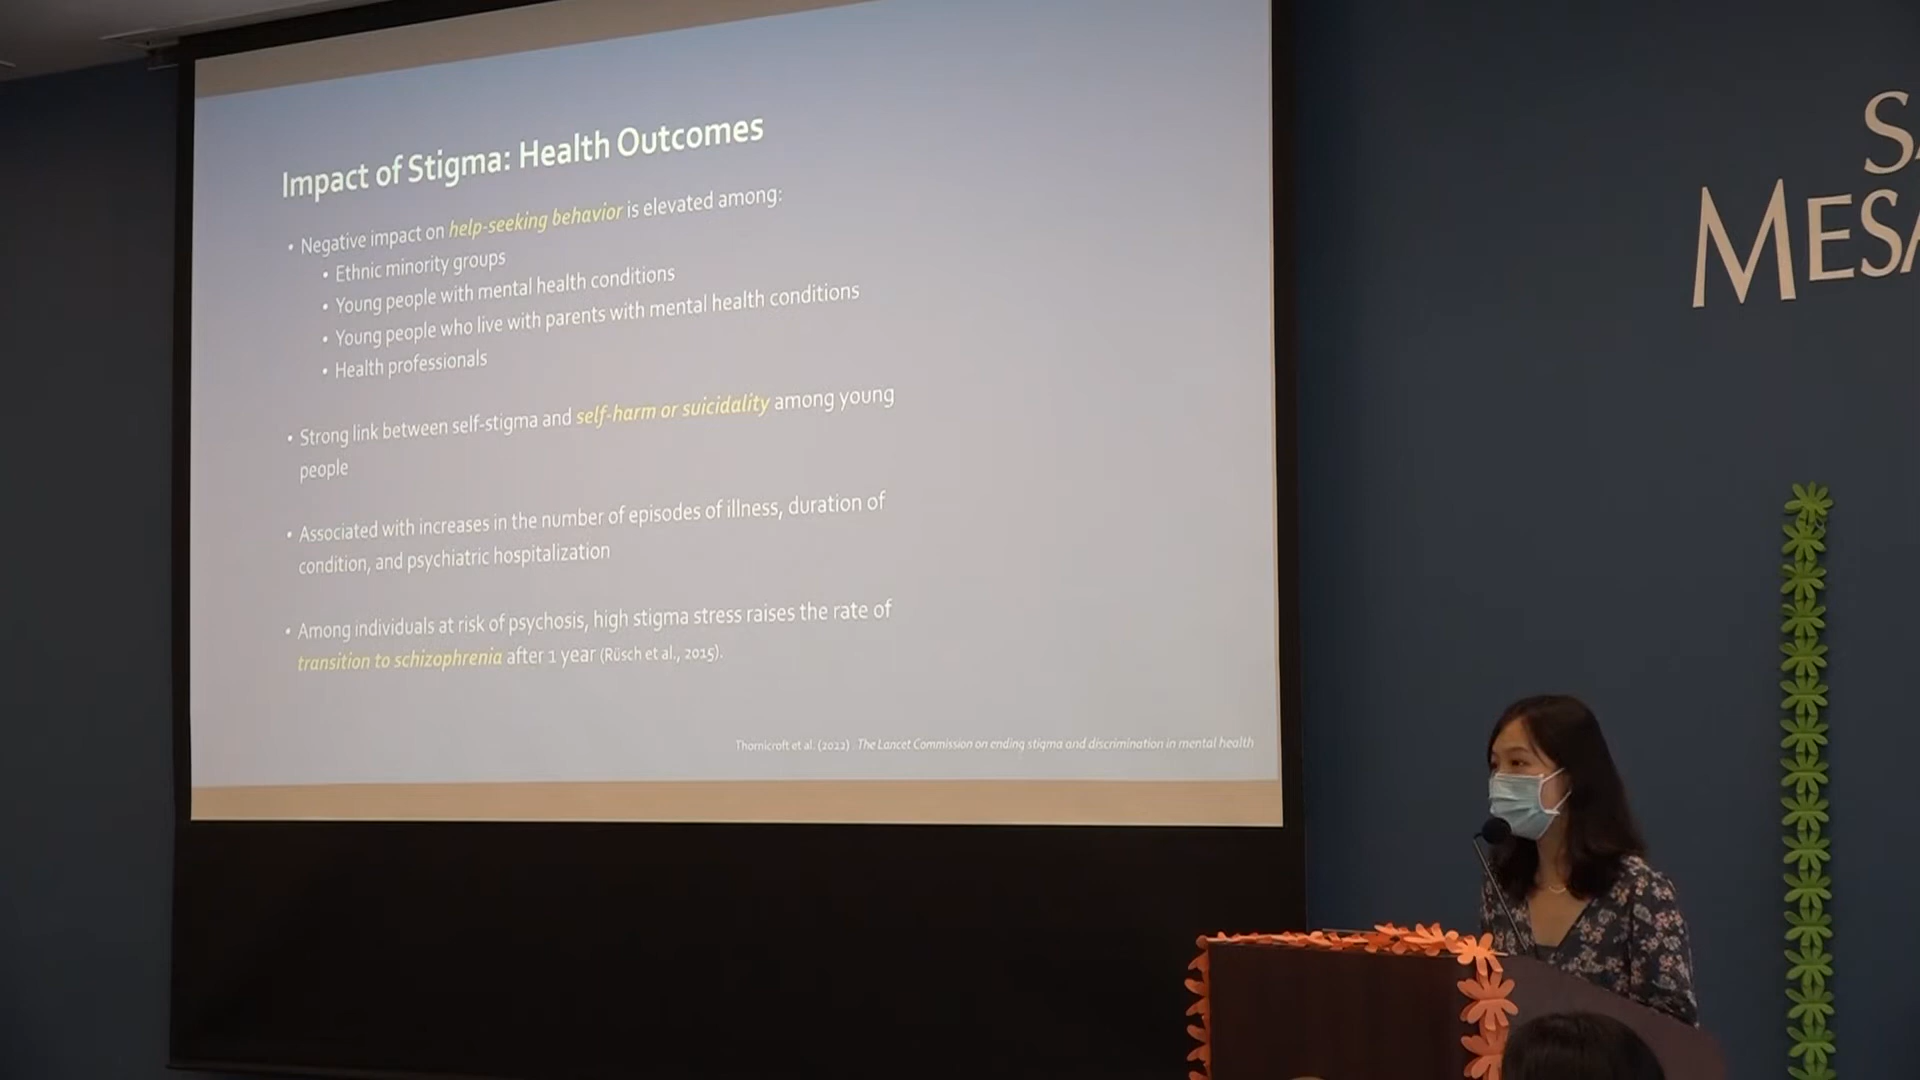 Impact of Stigma: Health Outcomes
• Negative impact on help-seeking behavior is elevated among:
• Ethnic minority groups
• Young people with mental health conditions
• Young people who live with parents with mental health conditions
• Health professionals
• Strong link between self-stigma and self-harm or suicidality among young
people
• Associated with increases in the number of episodes of illness, duration of
condition, and psychiatric hospitalization
• Among individuals at risk of psychosis, high stigma stress raises the rate of
transition to schizophrenia after 1 year (Rüsch et al., 2015).
Thornicroft et al. (2022) The Lancet Commission on ending stigma and discrimination in mental health
SA
MESA